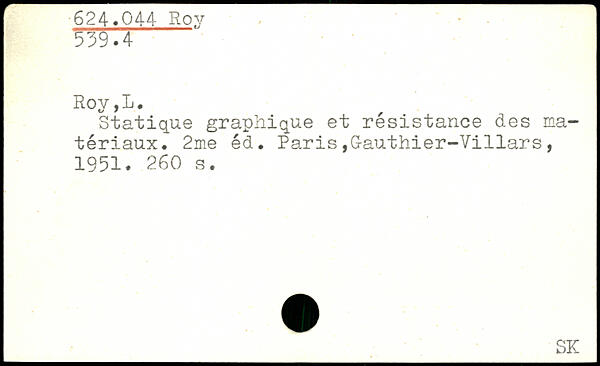 624.044 Roy
539.4
Roy,L.
Statique graphique et résistance des ma-
tériaux. 2me éd. Paris,Gauthier-Villars,
1951. 260 s.
SK